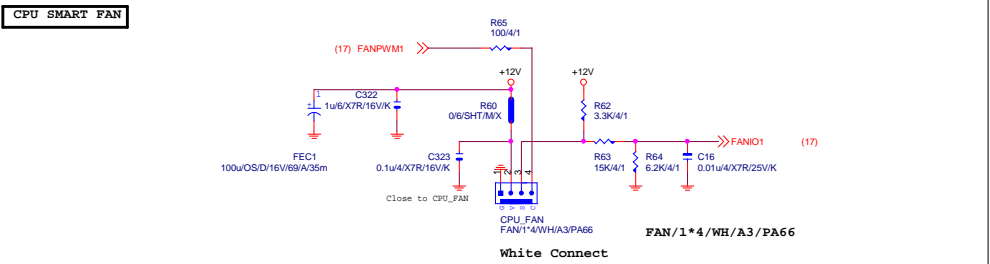 CPU SMART FAN
R65
100/4/1
(17) FANPWM1
+12V
+12V
1
C322
1u/6/X7R/16V/K
R60
0/6/SHT/M/X
R62
3.3K/4/1
FANIO1
(17)
FEC1
100u/OS/D/16V/69/A/35m
C323
0.1u/4/X7R/16V/K
R63
15K/4/1
R64
6.2K/4/1
C16
0.01u/4/X7R/25V/K
1
2
3
4
Close to CPU_FAN
G
V
S
C
CPU_FAN
FAN/1*4/WH/A3/PA66
FAN/1*4/WH/A3/PA66
White Connect